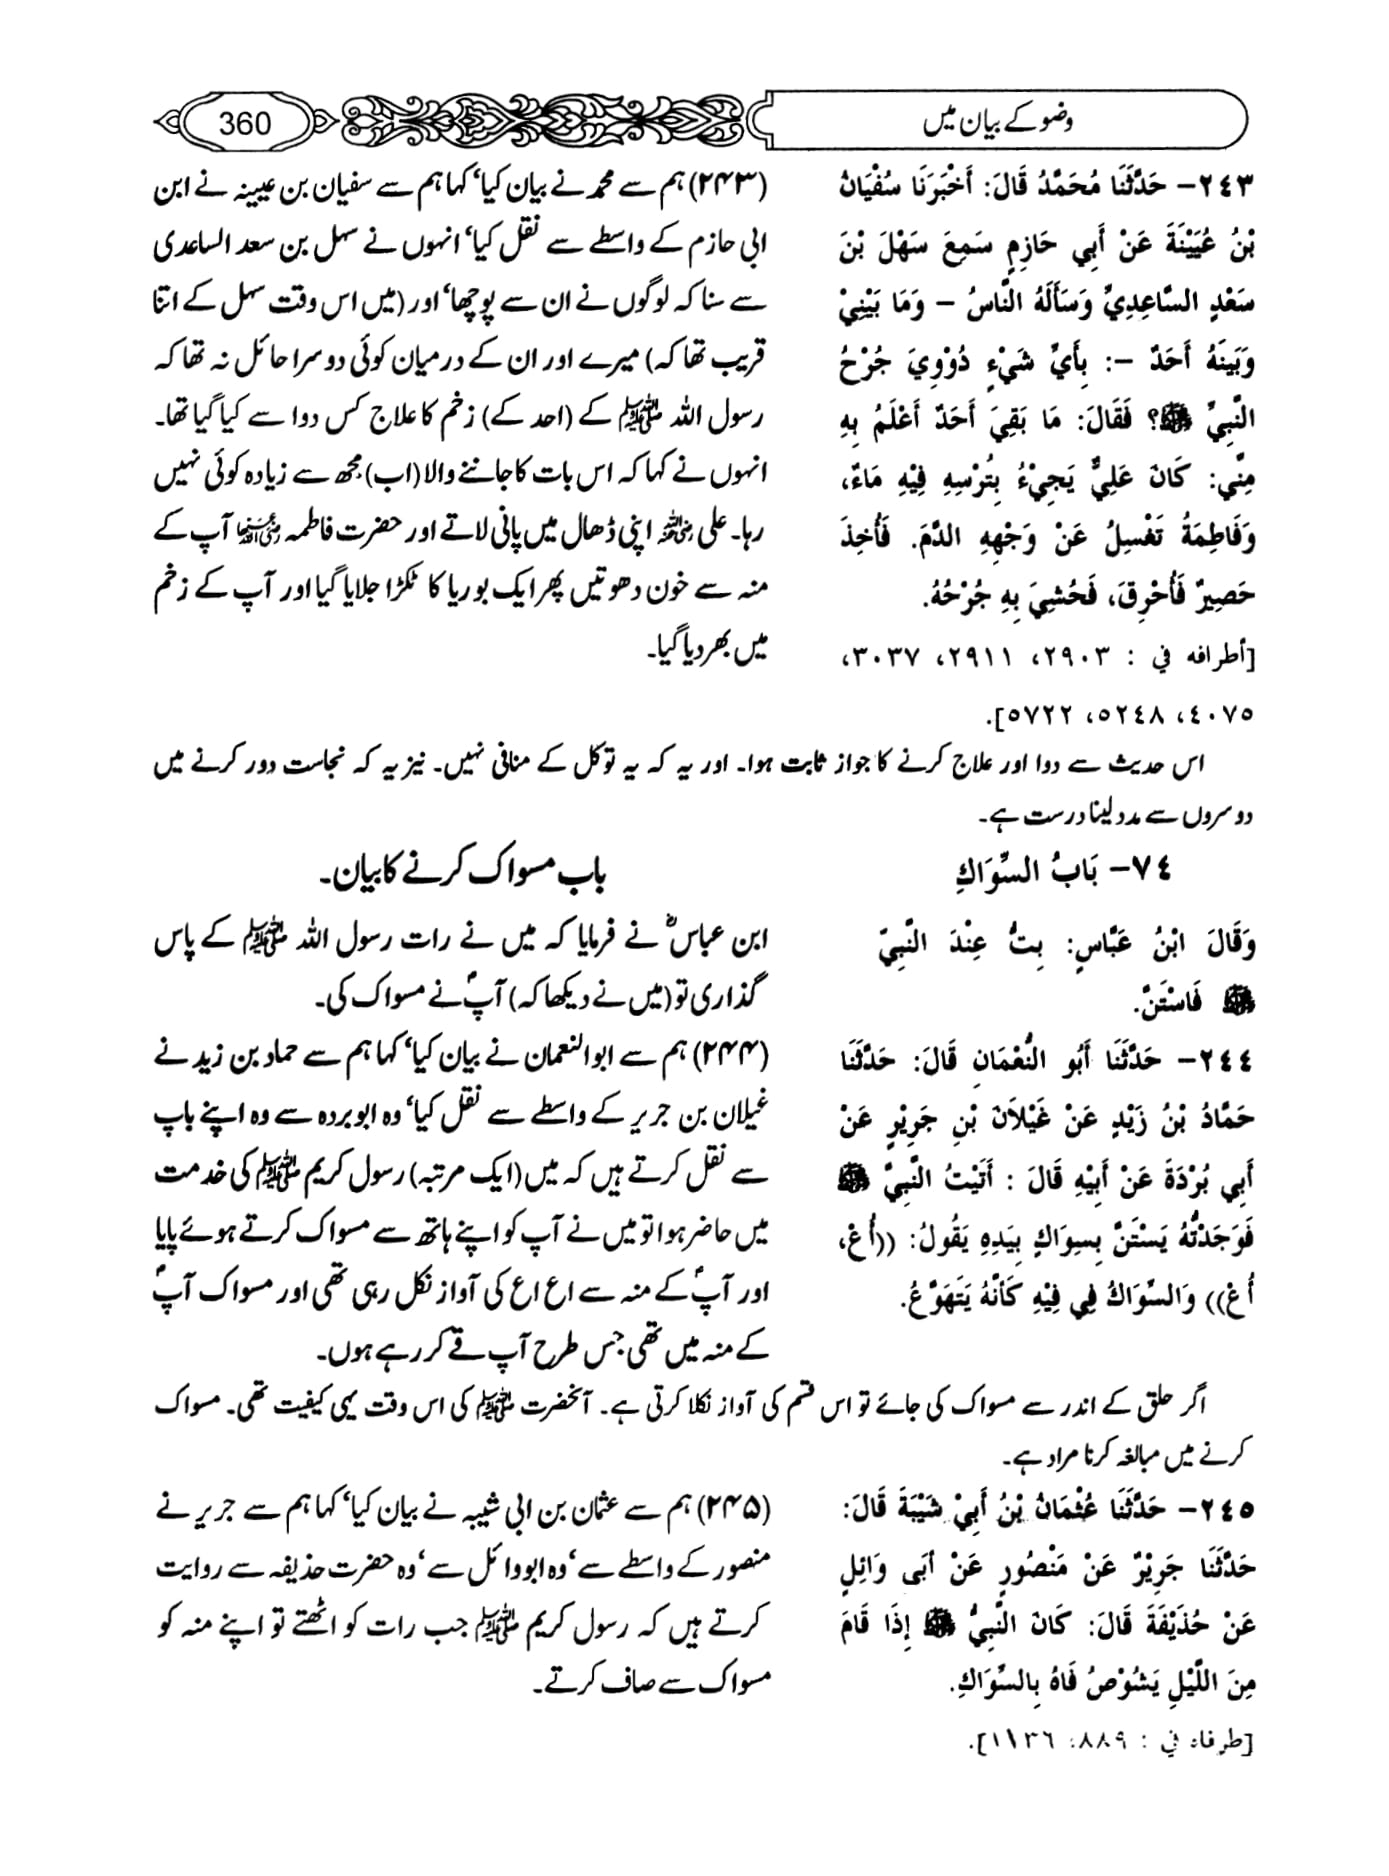 وضو کے بیان میں
360
٢٤٣– حَدَّثَنَا مُحَمَّدٌ قَالَ: أَخْبَرَنَا سُفْيَانُ
بْنُ عُيَيْنَةَ عَنْ أَبِي حَازِمٍ سَمِعَ سَهْلَ بْنَ
سَعْدٍ السَّاعِدِيَّ وَسَأَلَهُ النَّاسُ – وَمَا بَيْنِيْ
وَبَيْنَهُ أَحَدٌ –: بِأَيِّ شَيْءٍ دُوْوِيَ جُرْحُ
النَّبِيِّ ﷺ؟ فَقَالَ: مَا بَقِيَ أَحَدٌ أَعْلَمُ بِهِ
مِنِّي: كَانَ عَلِيٌّ يَجِيْءُ بِتُرْسِهِ فِيْهِ مَاءٌ،
وَفَاطِمَةُ تَغْسِلُ عَنْ وَجْهِهِ الدَّمَ. فَأُخِذَ
حَصِيْرٌ فَأُحْرِقَ، فَحُشِيَ بِهِ جُرْحُهُ.
[أطرافه في : ٢٩٠٣، ٢٩١١، ٣٠٣٧،
٤٠٧٥، ٥٢٤٨، ٥٧٢٢].
(۲۴۳) ہم سے محمد نے بیان کیا‘ کہا ہم سے سفیان بن عیینہ نے ابن
ابی حازم کے واسطے سے نقل کیا‘ انہوں نے سہل بن سعد الساعدی
سے سنا کہ لوگوں نے ان سے پوچھا‘ اور (میں اس وقت سہل کے اتنا
قریب تھا کہ) میرے اور ان کے درمیان کوئی دوسرا حائل نہ تھا کہ
رسول اللہ ﷺ کے (احد کے) زخم کا علاج کس دوا سے کیا گیا تھا۔
انہوں نے کہا کہ اس بات کا جاننے والا (اب) مجھ سے زیادہ کوئی نہیں
رہا۔ علی رضی اللہ عنہ اپنی ڈھال میں پانی لاتے اور حضرت فاطمہ رضی اللہ عنہا آپ کے
منہ سے خون دھوتیں پھر ایک بوریا کا ٹکڑا جلایا گیا اور آپ کے زخم
میں بھر دیا گیا۔
اس حدیث سے دوا اور علاج کرنے کا جواز ثابت ہوا۔ اور یہ کہ یہ توکل کے منافی نہیں۔ نیز یہ کہ نجاست دور کرنے میں
دوسروں سے مدد لینا درست ہے۔
٧٤– بَابُ السِّوَاكِ
باب مسواک کرنے کا بیان۔
وَقَالَ ابْنُ عَبَّاسٍ: بِتُّ عِنْدَ النَّبِيِّ
ﷺ فَاسْتَنَّ.
ابن عباسؓ نے فرمایا کہ میں نے رات رسول اللہ ﷺ کے پاس
گذاری تو (میں نے دیکھا کہ) آپؐ نے مسواک کی۔
٢٤٤– حَدَّثَنَا أَبُو النُّعْمَانِ قَالَ: حَدَّثَنَا
حَمَّادُ بْنُ زَيْدٍ عَنْ غَيْلَانَ بْنِ جَرِيْرٍ عَنْ
أَبِي بُرْدَةَ عَنْ أَبِيْهِ قَالَ : أَتَيْتُ النَّبِيَّ ﷺ
فَوَجَدْتُهُ يَسْتَنُّ بِسِوَاكٍ بِيَدِهِ يَقُولُ: ((أُعْ،
أُعْ)) وَالسِّوَاكُ فِي فِيْهِ كَأَنَّهُ يَتَهَوَّعُ.
(۲۴۴) ہم سے ابوالنعمان نے بیان کیا‘ کہا ہم سے حماد بن زید نے
غیلان بن جریر کے واسطے سے نقل کیا‘ وہ ابوبردہ سے وہ اپنے باپ
سے نقل کرتے ہیں کہ میں (ایک مرتبہ) رسول کریم ﷺ کی خدمت
میں حاضر ہوا تو میں نے آپ کو اپنے ہاتھ سے مسواک کرتے ہوئے پایا
اور آپؐ کے منہ سے اع اع کی آواز نکل رہی تھی اور مسواک آپؐ
کے منہ میں تھی جس طرح آپ قے کر رہے ہوں۔
اگر حلق کے اندر سے مسواک کی جائے تو اس قسم کی آواز نکلا کرتی ہے۔ آنحضرت ﷺ کی اس وقت یہی کیفیت تھی۔ مسواک
کرنے میں مبالغہ کرنا مراد ہے۔
٢٤٥– حَدَّثَنَا عُثْمَانُ بْنُ أَبِيْ شَيْبَةَ قَالَ:
حَدَّثَنَا جَرِيْرٌ عَنْ مَنْصُورٍ عَنْ أَبَى وَائِلٍ
عَنْ حُذَيْفَةَ قَالَ: كَانَ النَّبِيُّ ﷺ إِذَا قَامَ
مِنَ اللَّيْلِ يَشُوْصُ فَاهُ بِالسِّوَاكِ.
[طرفاه في : ٨٨٩، ١١٣٦].
(۲۴۵) ہم سے عثمان بن ابی شیبہ نے بیان کیا‘ کہا ہم سے جریر نے
منصور کے واسطے سے‘ وہ ابووائل سے‘ وہ حضرت حذیفہ سے روایت
کرتے ہیں کہ رسول کریم ﷺ جب رات کو اٹھتے تو اپنے منہ کو
مسواک سے صاف کرتے۔